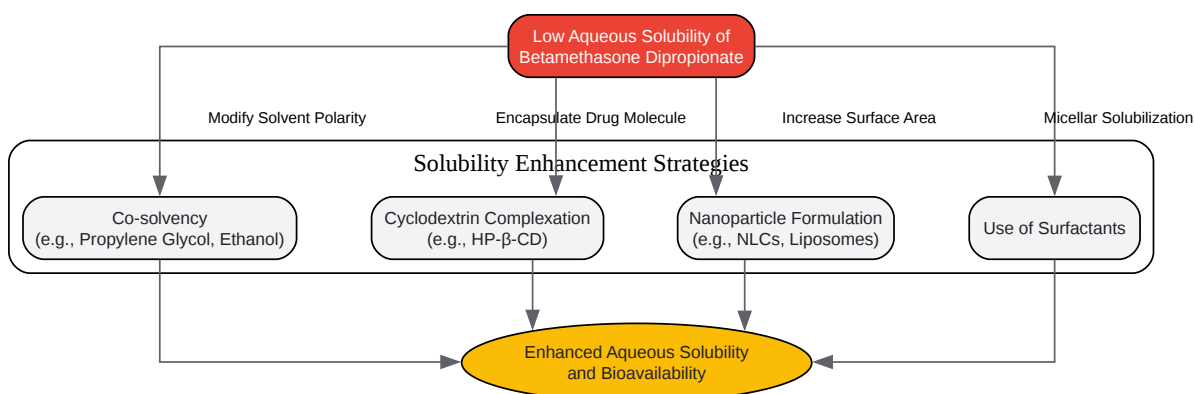 Low Aqueous Solubility of
Betamethasone Dipropionate
Modify Solvent Polarity
Encapsulate Drug Molecule
Increase Surface Area
Micellar Solubilization
Solubility Enhancement Strategies
Co-solvency
(e.g., Propylene Glycol, Ethanol)
Cyclodextrin Complexation
(e.g., HP-β-CD)
Nanoparticle Formulation
(e.g., NLCs, Liposomes)
Use of Surfactants
Enhanced Aqueous Solubility
and Bioavailability